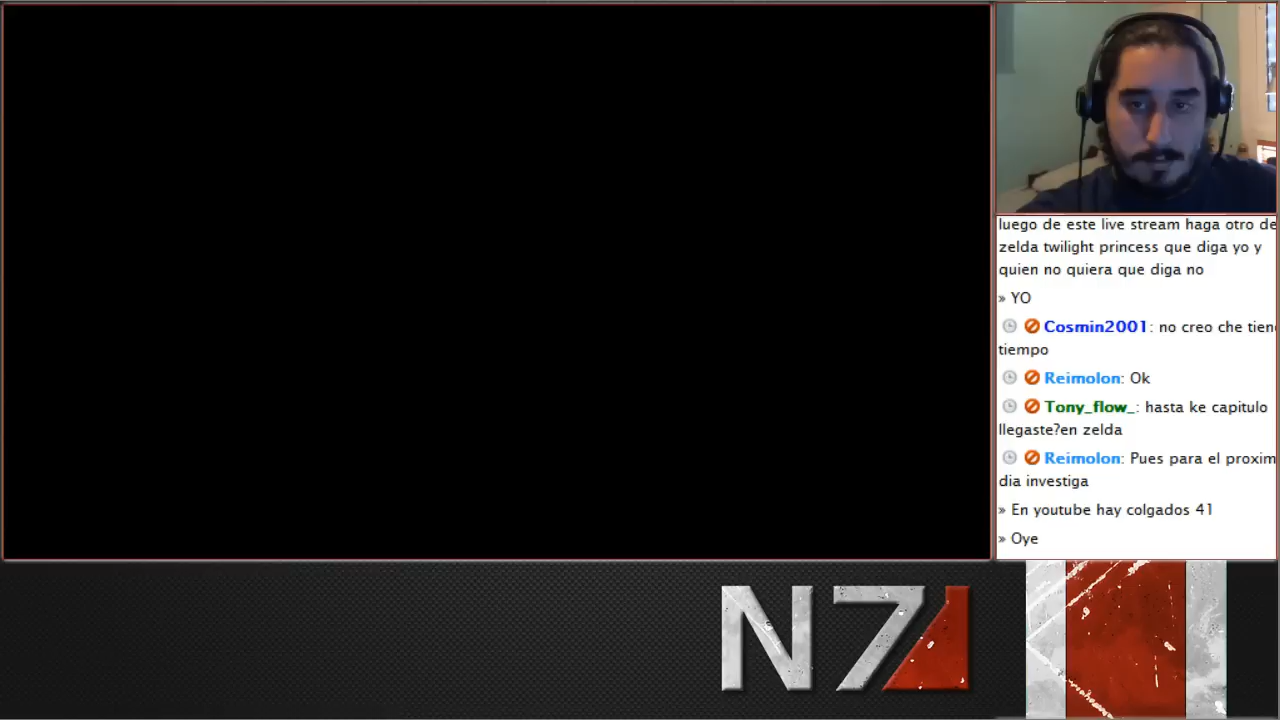 luego de este live stream haga otro de
zelda twilight princess que diga yo y
quien no quiera que diga no
» YO
Cosmin2001: no creo che tien
tiempo
Reimolon: Ok
Tony_flow_: hasta ke capitulo
llegaste?en zelda
Reimolon: Pues para el proxim
dia investiga
» En youtube hay colgados 41
» Oye
N7